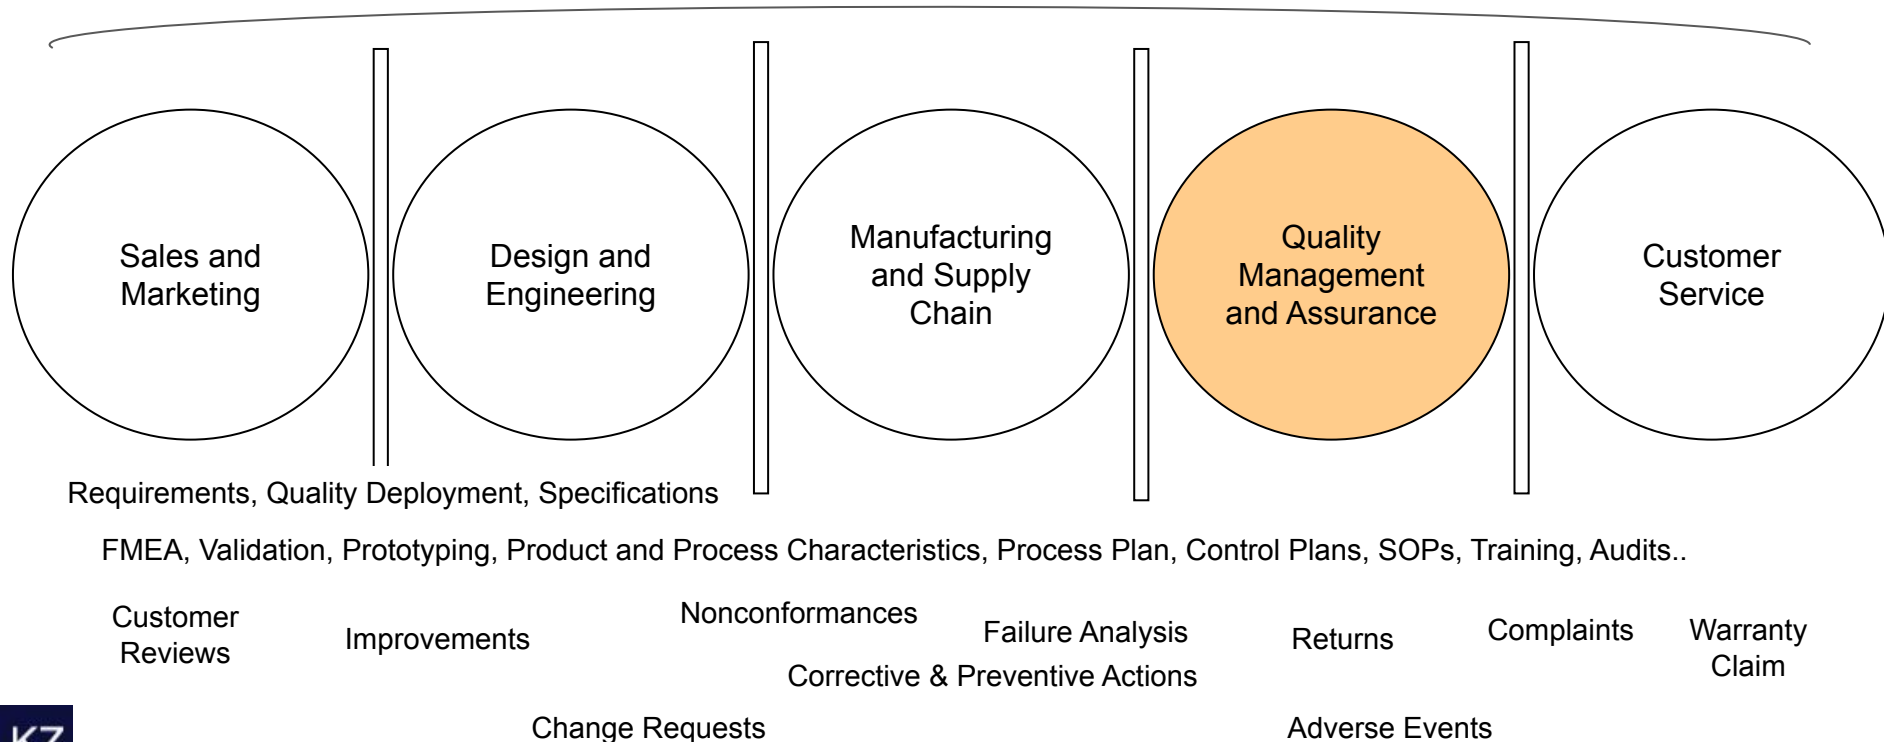 Sales and
Marketing
Design and
Engineering
Manufacturing
and Supply
Chain
Quality
Management
and Assurance
Customer
Service
Requirements, Quality Deployment, Specifications
FMEA, Validation, Prototyping, Product and Process Characteristics, Process Plan, Control Plans, SOPs, Training, Audits..
Customer
Reviews
Improvements
Nonconformances
Failure Analysis
Returns
Complaints
Warranty
Claim
Corrective & Preventive Actions
Change Requests
Adverse Events
KZ